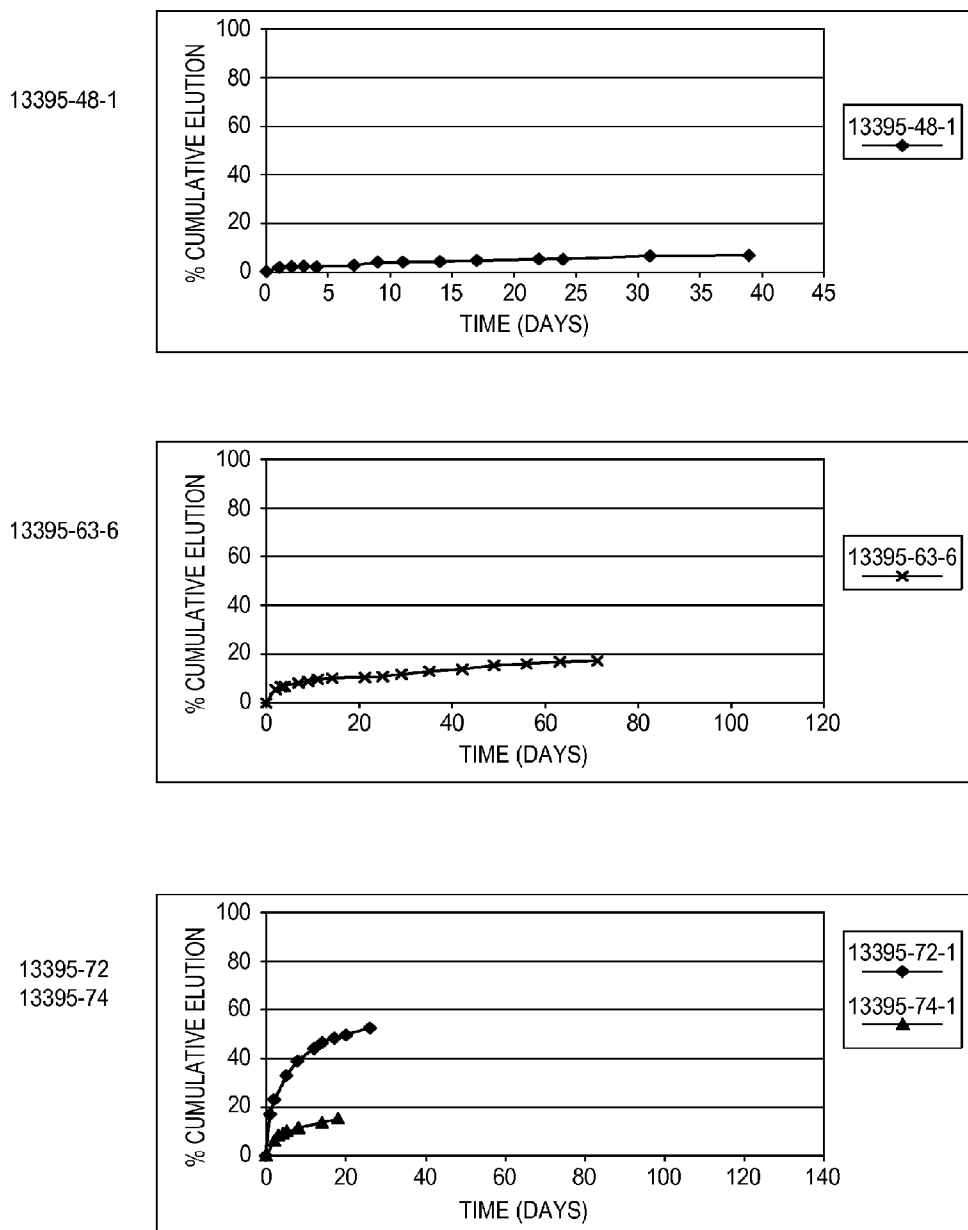 13395-48-1
% CUMULATIVE ELUTION
100
80
60
40
20
0
0 5 10 15 20 25 30 35 40 45
TIME (DAYS)
13395-48-1
13395-63-6
% CUMULATIVE ELUTION
100
80
60
40
20
0
0 20 40 60 80 100 120
TIME (DAYS)
13395-63-6
13395-72
13395-74
% CUMULATIVE ELUTION
100
80
60
40
20
0
0 20 40 60 80 100 120 140
TIME (DAYS)
13395-72-1
13395-74-1